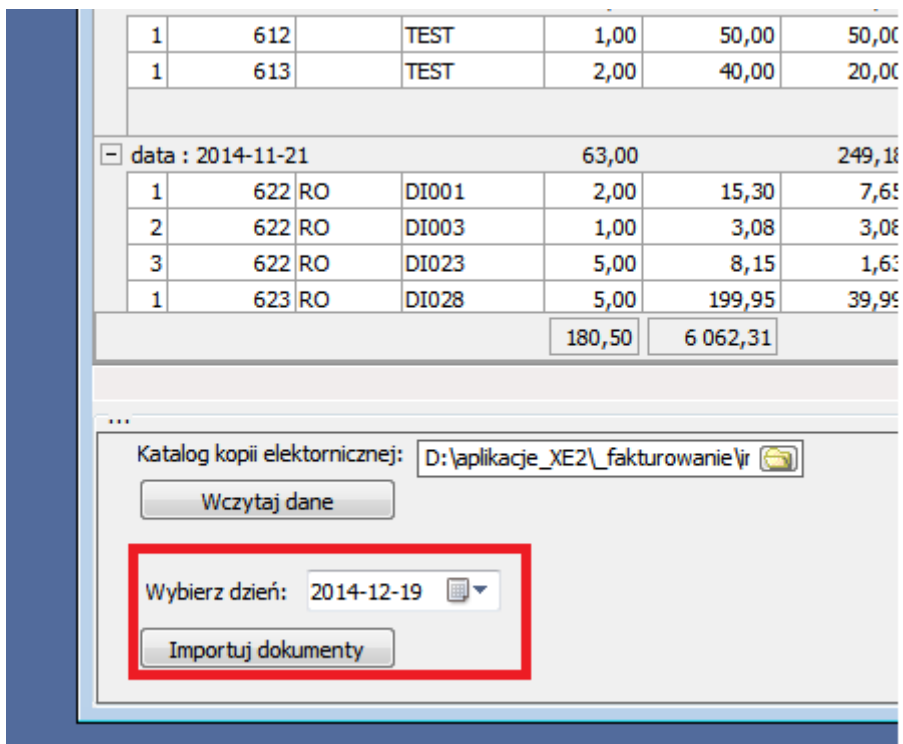 1 612 TEST 1,00 50,00 50,00
1 613 TEST 2,00 40,00 20,00
data : 2014-11-21 63,00 249,18
1 622 RO DI001 2,00 15,30 7,65
2 622 RO DI003 1,00 3,08 3,08
3 622 RO DI023 5,00 8,15 1,63
1 623 RO DI028 5,00 199,95 39,99
180,50 6 062,31
...
Katalog kopii elektornicznej: D:\aplikacje_XE2\_fakturowanie\ir
Wczytaj dane
Wybierz dzień: 2014-12-19
Importuj dokumenty